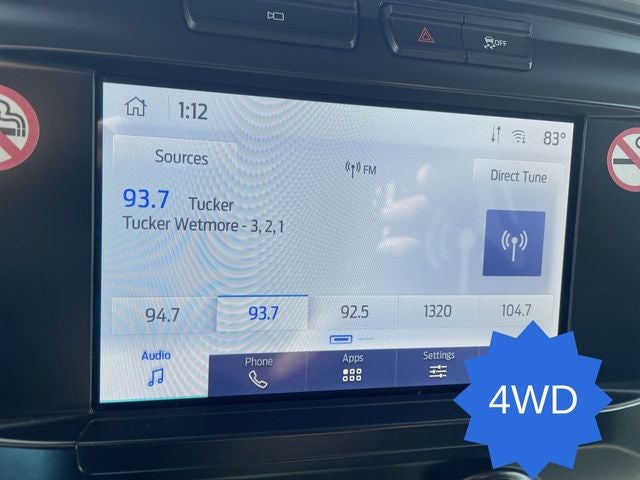 OFF
1:12
83°
Sources
FM
Direct Tune
93.7 Tucker
Tucker Wetmore - 3, 2, 1
94.7
93.7
92.5
1320
104.7
Audio
Phone
Apps
Settings
4WD